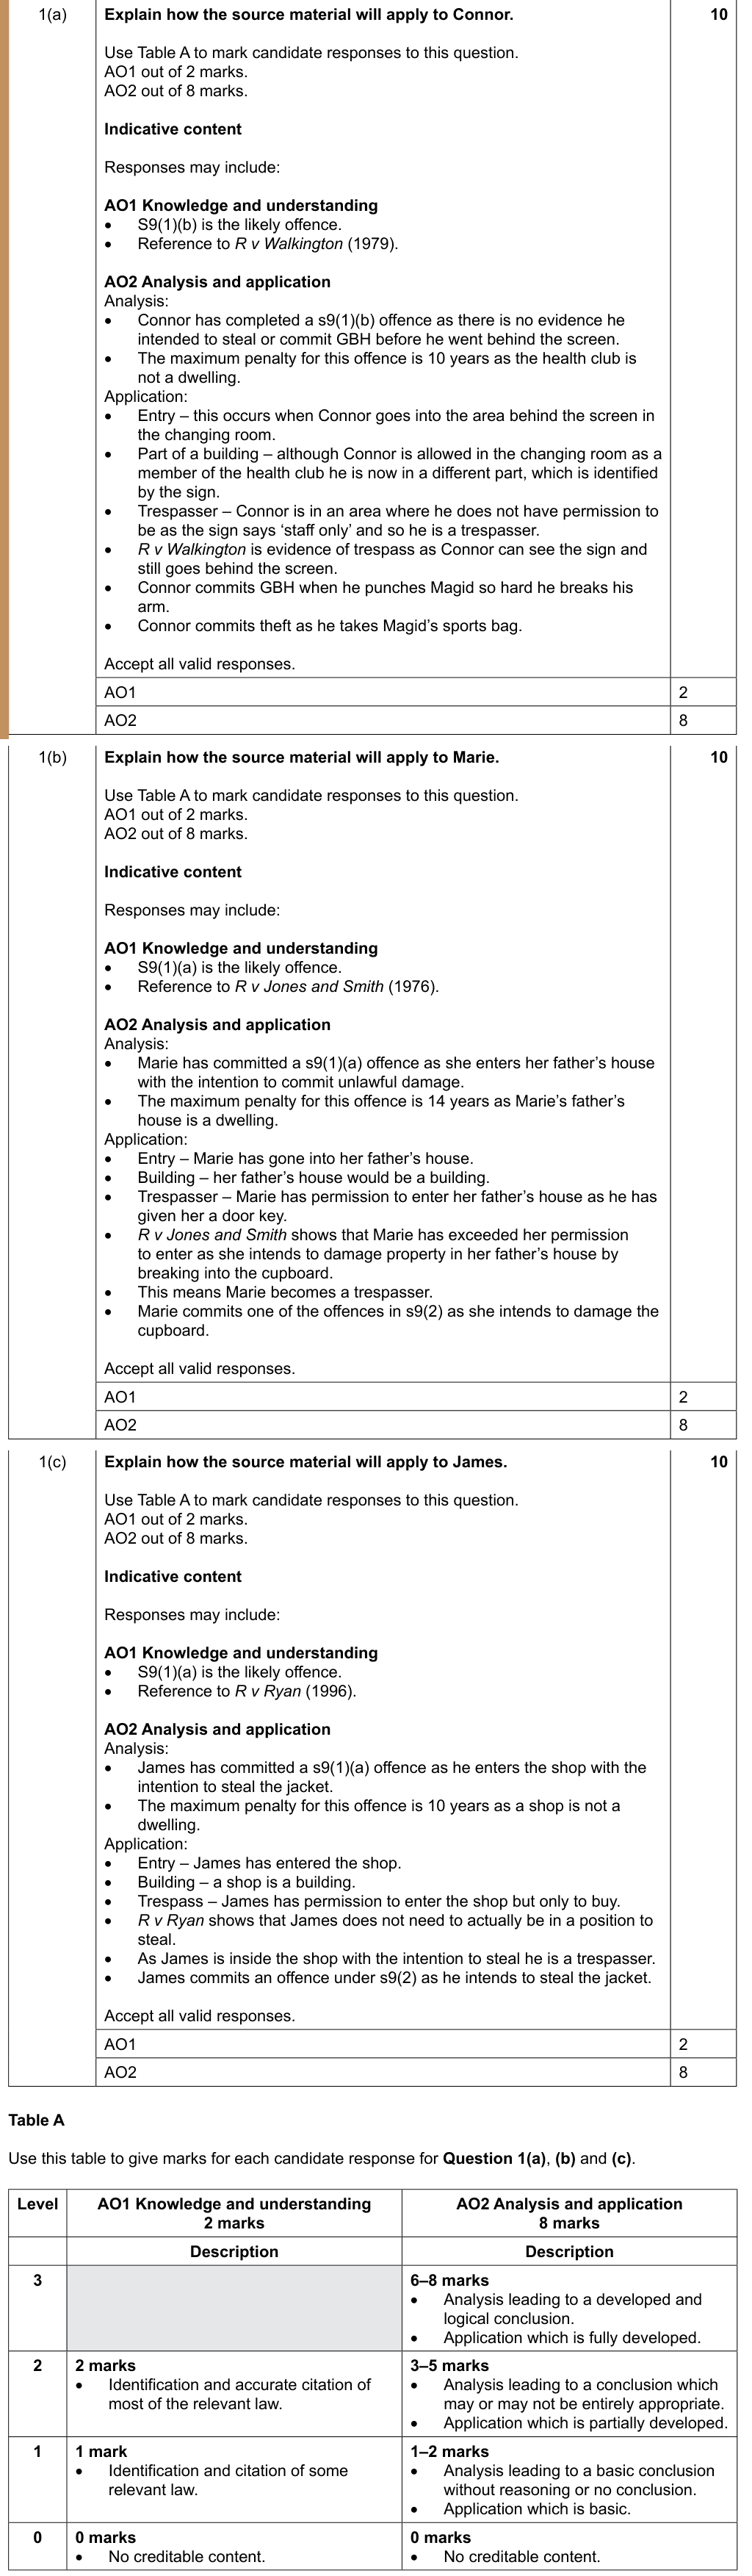 1(a) Explain how the source material will apply to Connor. 10
Use Table A to mark candidate responses to this question.
AO1 out of 2 marks.
AO2 out of 8 marks.
Indicative content
Responses may include:
AO1 Knowledge and understanding
• S9(1)(b) is the likely offence.
• Reference to R v Walkington (1979).
AO2 Analysis and application
Analysis:
• Connor has completed a s9(1)(b) offence as there is no evidence he
intended to steal or commit GBH before he went behind the screen.
• The maximum penalty for this offence is 10 years as the health club is
not a dwelling.
Application:
• Entry – this occurs when Connor goes into the area behind the screen in
the changing room.
• Part of a building – although Connor is allowed in the changing room as a
member of the health club he is now in a different part, which is identified
by the sign.
• Trespasser – Connor is in an area where he does not have permission to
be as the sign says ‘staff only’ and so he is a trespasser.
• R v Walkington is evidence of trespass as Connor can see the sign and
still goes behind the screen.
• Connor commits GBH when he punches Magid so hard he breaks his
arm.
• Connor commits theft as he takes Magid’s sports bag.
Accept all valid responses.
AO1 2
AO2 8
1(b) Explain how the source material will apply to Marie. 10
Use Table A to mark candidate responses to this question.
AO1 out of 2 marks.
AO2 out of 8 marks.
Indicative content
Responses may include:
AO1 Knowledge and understanding
• S9(1)(a) is the likely offence.
• Reference to R v Jones and Smith (1976).
AO2 Analysis and application
Analysis:
• Marie has committed a s9(1)(a) offence as she enters her father’s house
with the intention to commit unlawful damage.
• The maximum penalty for this offence is 14 years as Marie’s father’s
house is a dwelling.
Application:
• Entry – Marie has gone into her father’s house.
• Building – her father’s house would be a building.
• Trespasser – Marie has permission to enter her father’s house as he has
given her a door key.
• R v Jones and Smith shows that Marie has exceeded her permission
to enter as she intends to damage property in her father’s house by
breaking into the cupboard.
• This means Marie becomes a trespasser.
• Marie commits one of the offences in s9(2) as she intends to damage the
cupboard.
Accept all valid responses.
AO1 2
AO2 8
1(c) Explain how the source material will apply to James. 10
Use Table A to mark candidate responses to this question.
AO1 out of 2 marks.
AO2 out of 8 marks.
Indicative content
Responses may include:
AO1 Knowledge and understanding
• S9(1)(a) is the likely offence.
• Reference to R v Ryan (1996).
AO2 Analysis and application
Analysis:
• James has committed a s9(1)(a) offence as he enters the shop with the
intention to steal the jacket.
• The maximum penalty for this offence is 10 years as a shop is not a
dwelling.
Application:
• Entry – James has entered the shop.
• Building – a shop is a building.
• Trespass – James has permission to enter the shop but only to buy.
• R v Ryan shows that James does not need to actually be in a position to
steal.
• As James is inside the shop with the intention to steal he is a trespasser.
• James commits an offence under s9(2) as he intends to steal the jacket.
Accept all valid responses.
AO1 2
AO2 8
Table A
Use this table to give marks for each candidate response for Question 1(a), (b) and (c).
Level AO1 Knowledge and understanding AO2 Analysis and application
2 marks 8 marks
Description Description
3 6–8 marks
• Analysis leading to a developed and
logical conclusion.
• Application which is fully developed.
2 2 marks 3–5 marks
• Identification and accurate citation of • Analysis leading to a conclusion which
most of the relevant law. may or may not be entirely appropriate.
• Application which is partially developed.
1 1 mark 1–2 marks
• Identification and citation of some • Analysis leading to a basic conclusion
relevant law. without reasoning or no conclusion.
• Application which is basic.
0 0 marks 0 marks
• No creditable content. • No creditable content.